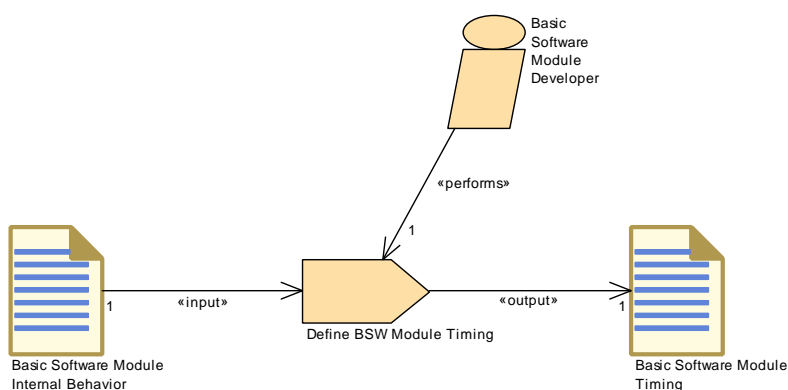 Basic
Software
Module
Developer
«performs»
1
1
«input»
«output»
1
Define BSW Module Timing
Basic Software Module
Internal Behavior
Basic Software Module
Timing